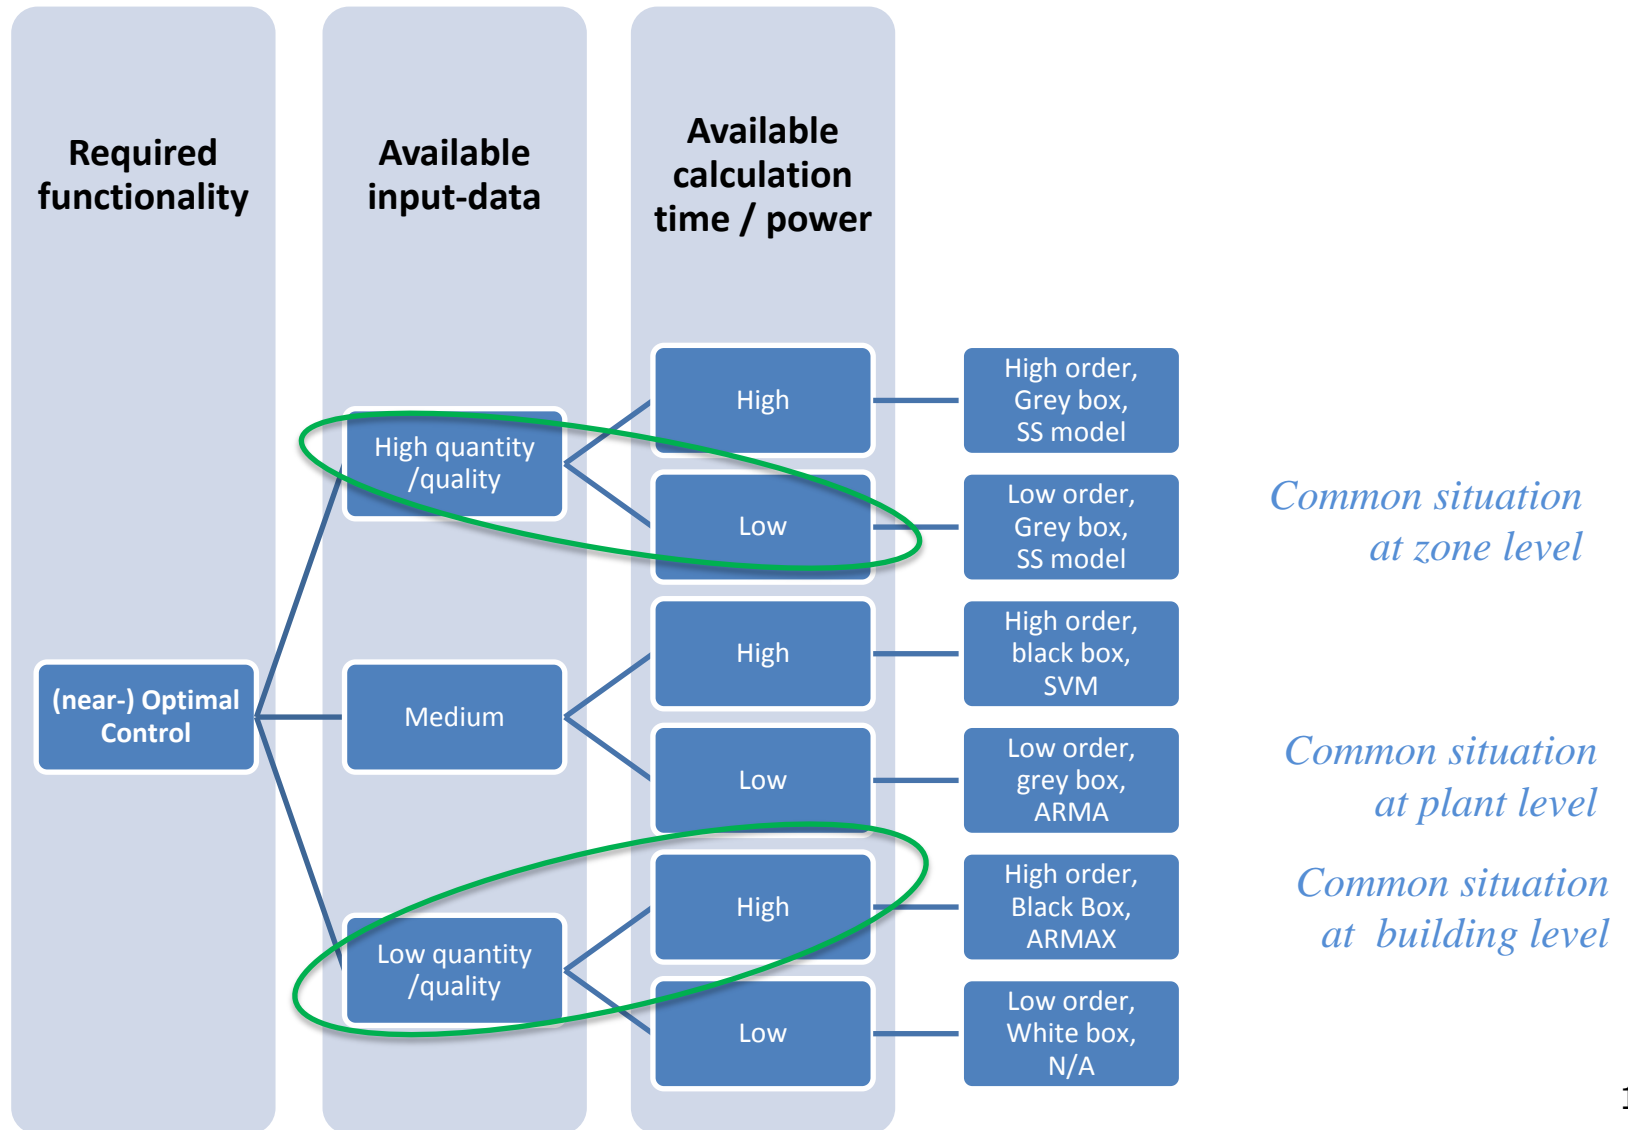 Required
functionality
Available
input-data
Available
calculation
time / power
(near-) Optimal
Control
High quantity
/quality
Medium
Low quantity
/quality
High
Low
High
Low
High
Low
High order,
Grey box,
SS model
Low order,
Grey box,
SS model
High order,
black box,
SVM
Low order,
grey box,
ARMA
High order,
Black Box,
ARMAX
Low order,
White box,
N/A
Common situation
at zone level
Common situation
at plant level
Common situation
at building level